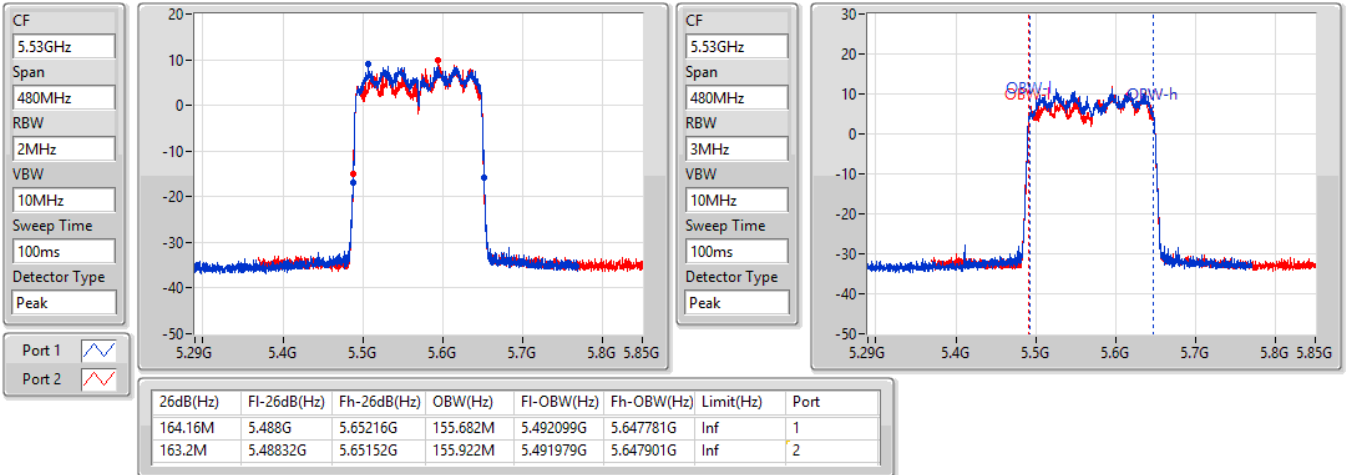 CF
5.53GHz
Span
480MHz
RBW
2MHz
VBW
10MHz
Sweep Time
100ms
Detector Type
Peak
Port 1
Port 2
20
10
0
-10
-20
-30
-40
-50
5.29G 5.4G 5.5G 5.6G 5.7G 5.8G 5.85G
CF
5.53GHz
Span
480MHz
RBW
3MHz
VBW
10MHz
Sweep Time
100ms
Detector Type
Peak
30
20
10
0
-10
-20
-30
-40
-50
OBW-l
OBW-l
OBW-h
5.29G 5.4G 5.5G 5.6G 5.7G 5.8G 5.85G
26dB(Hz) Fl-26dB(Hz) Fh-26dB(Hz) OBW(Hz) Fl-OBW(Hz) Fh-OBW(Hz) Limit(Hz) Port
164.16M 5.488G 5.65216G 155.682M 5.492099G 5.647781G Inf 1
163.2M 5.48832G 5.65152G 155.922M 5.491979G 5.647901G Inf 2